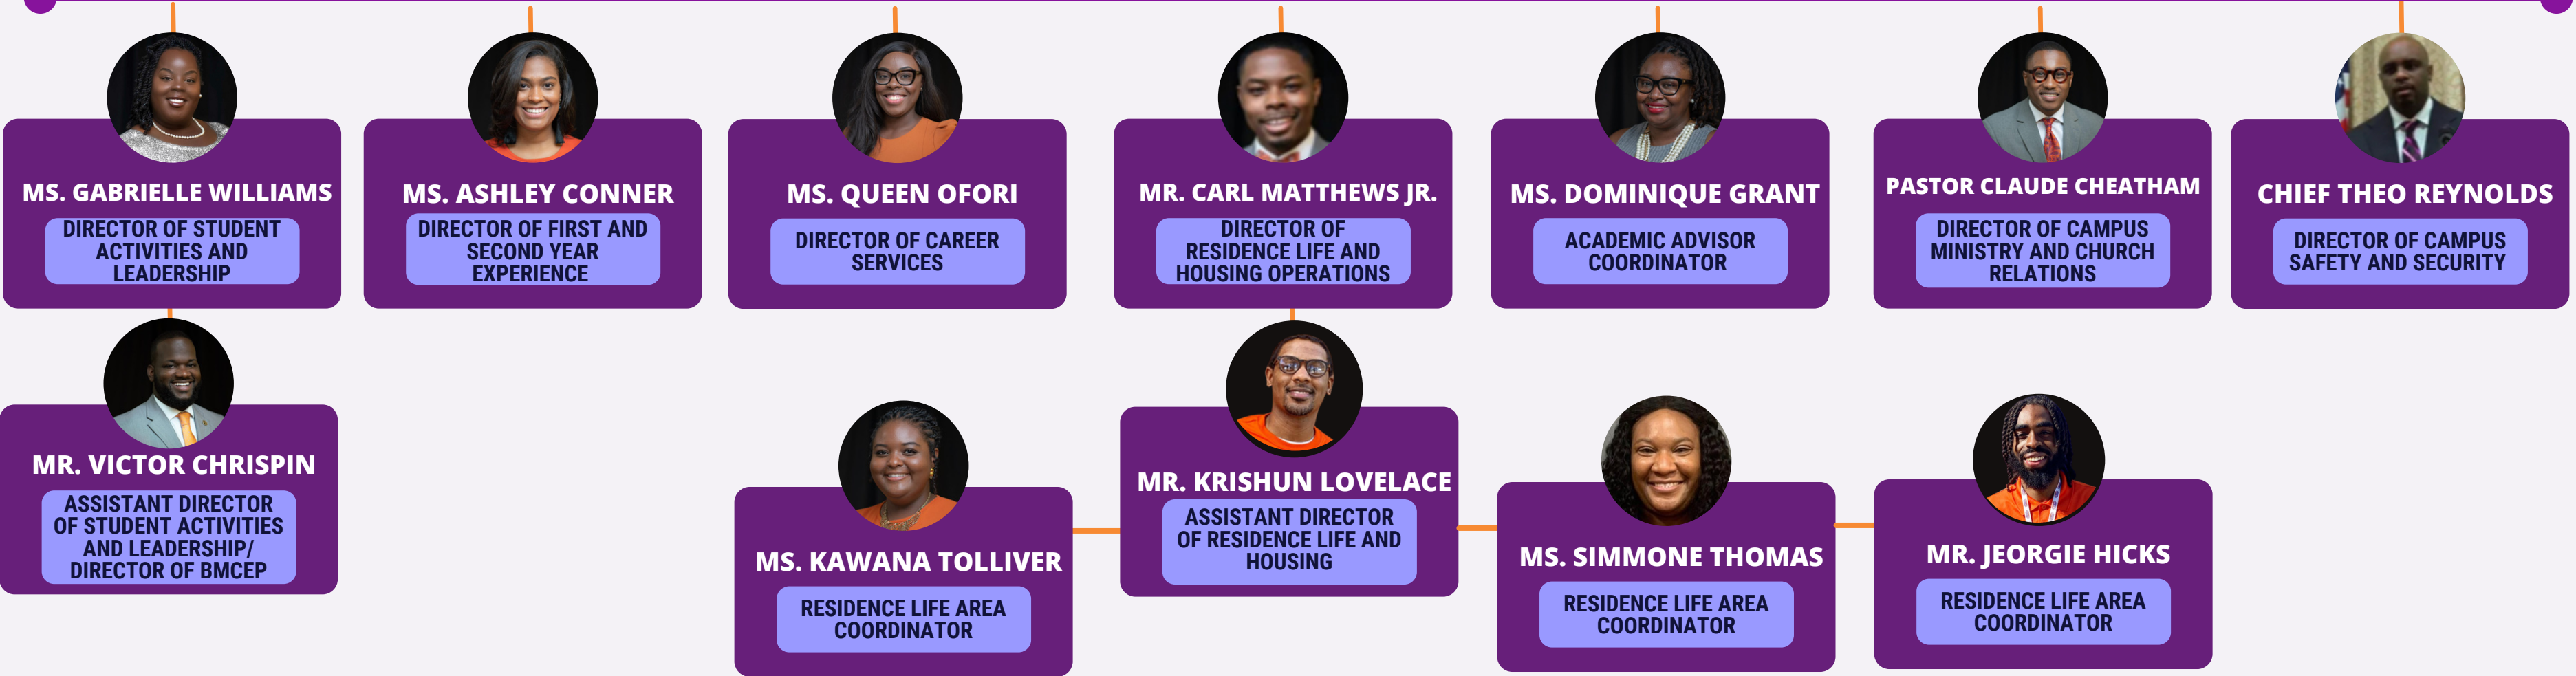 MS. GABRIELLE WILLIAMS
DIRECTOR OF STUDENT
ACTIVITIES AND
LEADERSHIP
MS. ASHLEY CONNER
DIRECTOR OF FIRST AND
SECOND YEAR
EXPERIENCE
MS. QUEEN OFORI
DIRECTOR OF CAREER
SERVICES
MR. CARL MATTHEWS JR.
DIRECTOR OF
RESIDENCE LIFE AND
HOUSING OPERATIONS
MS. DOMINIQUE GRANT
ACADEMIC ADVISOR
COORDINATOR
PASTOR CLAUDE CHEATHAM
DIRECTOR OF CAMPUS
MINISTRY AND CHURCH
RELATIONS
CHIEF THEO REYNOLDS
DIRECTOR OF CAMPUS
SAFETY AND SECURITY
MR. VICTOR CHRISPIN
ASSISTANT DIRECTOR
OF STUDENT ACTIVITIES
AND LEADERSHIP/
DIRECTOR OF BMCEP
MS. KAWANA TOLLIVER
RESIDENCE LIFE AREA
COORDINATOR
MR. KRISHUN LOVELACE
ASSISTANT DIRECTOR
OF RESIDENCE LIFE AND
HOUSING
MS. SIMMONE THOMAS
RESIDENCE LIFE AREA
COORDINATOR
MR. JEORGIE HICKS
RESIDENCE LIFE AREA
COORDINATOR